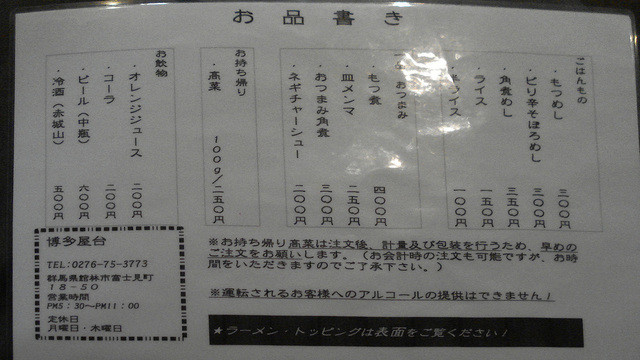 お品書き
ごはんもの
・もつめし 三〇〇円
・ピリ辛そぼろめし 三〇〇円
・角煮めし 三五〇円
・ライス 一五〇円
ライス 一〇〇円
おつまみ
・もつ煮 四〇〇円
・皿メンマ 二五〇円
・おつまみ角煮 三〇〇円
・ネギチャーシュー 二〇〇円
お持ち帰り
・高菜 100g/二五〇円
お飲物
・オレンジジュース 二〇〇円
・コーラ 二〇〇円
・ビール(中瓶) 六〇〇円
・冷酒(赤城山) 五〇〇円
※お持ち帰り高菜は注文後、計量及び包装を行うため、早めの
ご注文をお願いします。(お会計時の注文も可能ですが、お時
間をいただきますのでご了承下さい。)
※運転されるお客様へのアルコールの提供はできません!
★ラーメン・トッピングは表面をご覧ください!
博多屋台
TEL:0276-75-3773
群馬県館林市富士見町
18-50
営業時間
PM5:30~PM11:00
定休日
月曜日・木曜日